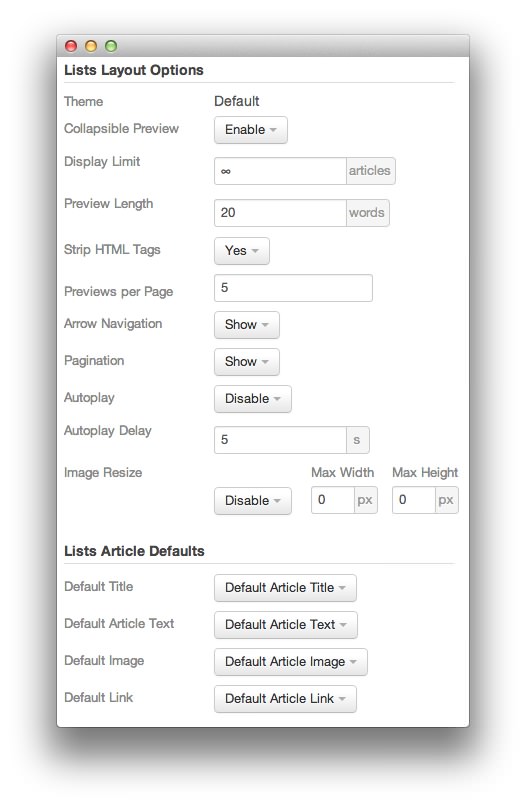 Lists Layout Options
Theme Default
Collapsible Preview Enable
Display Limit ∞ articles
Preview Length 20 words
Strip HTML Tags Yes
Previews per Page 5
Arrow Navigation Show
Pagination Show
Autoplay Disable
Autoplay Delay 5 s
Image Resize Max Width Max Height
Disable 0 px 0 px
Lists Article Defaults
Default Title Default Article Title
Default Article Text Default Article Text
Default Image Default Article Image
Default Link Default Article Link